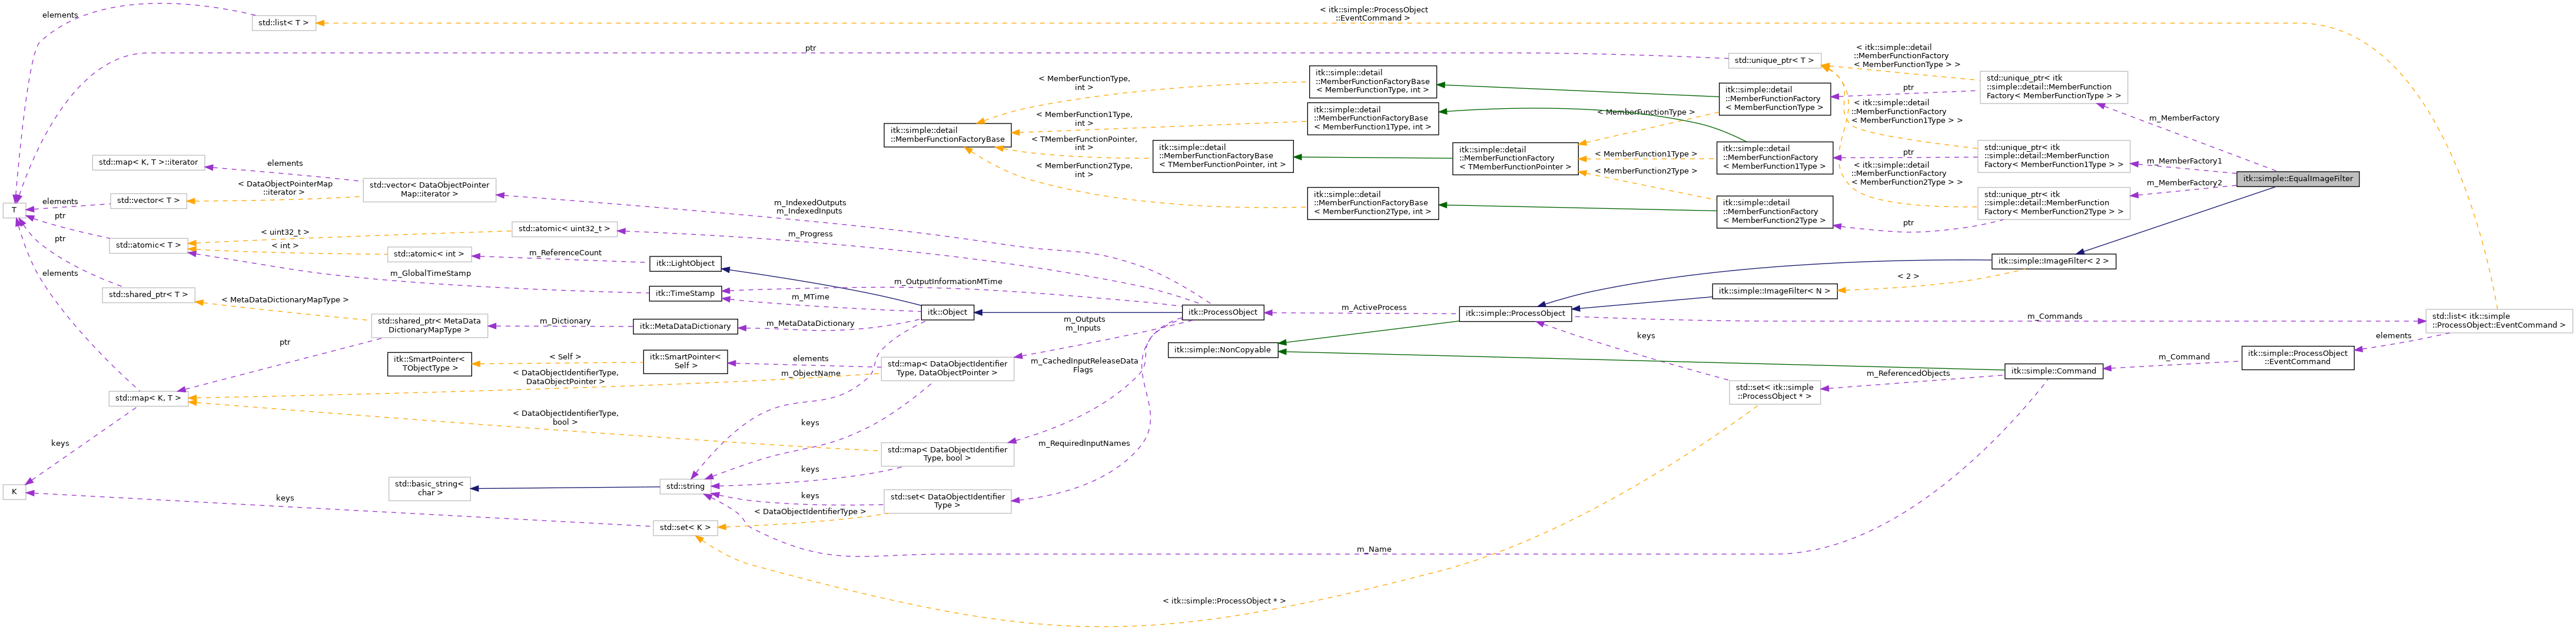 elements
std::list< T >
< itk::simple::ProcessObject
::EventCommand >
ptr
std::unique_ptr< T >
< itk::simple::detail
::MemberFunctionFactory
< MemberFunctionType > >
std::unique_ptr< itk
::simple::detail::MemberFunction
Factory< MemberFunctionType > >
ptr
itk::simple::detail
::MemberFunctionFactory
< MemberFunctionType >
itk::simple::detail
::MemberFunctionFactoryBase
< MemberFunctionType, int >
< MemberFunctionType,
int >
itk::simple::detail
::MemberFunctionFactoryBase
< MemberFunction1Type, int >
< MemberFunction1Type,
int >
< MemberFunctionType >
< itk::simple::detail
::MemberFunctionFactory
< MemberFunction1Type > >
m_MemberFactory
itk::simple::detail
::MemberFunctionFactoryBase
< TMemberFunctionPointer,
int >
itk::simple::detail
::MemberFunctionFactoryBase
< TMemberFunctionPointer, int >
itk::simple::detail
::MemberFunctionFactory
< TMemberFunctionPointer >
< MemberFunction1Type >
itk::simple::detail
::MemberFunctionFactory
< MemberFunction1Type >
ptr
std::unique_ptr< itk
::simple::detail::MemberFunction
Factory< MemberFunction1Type > >
m_MemberFactory1
itk::simple::EqualImageFilter
m_MemberFactory2
< MemberFunction2Type,
int >
< MemberFunction2Type >
< itk::simple::detail
::MemberFunctionFactory
< MemberFunction2Type > >
itk::simple::detail
::MemberFunctionFactoryBase
< MemberFunction2Type, int >
itk::simple::detail
::MemberFunctionFactory
< MemberFunction2Type >
ptr
std::unique_ptr< itk
::simple::detail::MemberFunction
Factory< MemberFunction2Type > >
std::map< K, T >::iterator
elements
std::vector< DataObjectPointer
Map::iterator >
< DataObjectPointerMap
::iterator >
std::vector< T >
elements
T
ptr
std::atomic< T >
ptr
< uint32_t >
std::atomic< uint32_t >
< int >
std::atomic< int >
m_IndexedOutputs
m_IndexedInputs
m_Progress
m_ReferenceCount
itk::LightObject
m_GlobalTimeStamp
itk::TimeStamp
m_OutputInformationMTime
m_MTime
itk::Object
itk::ProcessObject
m_ActiveProcess
itk::simple::ProcessObject
itk::simple::ImageFilter< 2 >
< 2 >
itk::simple::ImageFilter< N >
elements
std::shared_ptr< T >
< MetaDataDictionaryMapType >
std::shared_ptr< MetaData
DictionaryMapType >
m_Dictionary
itk::MetaDataDictionary
m_MetaDataDictionary
m_Outputs
m_Inputs
m_Commands
std::list< itk::simple
::ProcessObject::EventCommand >
elements
itk::simple::ProcessObject
::EventCommand
m_Command
itk::simple::Command
keys
itk::simple::NonCopyable
ptr
itk::SmartPointer<
TObjectType >
< Self >
itk::SmartPointer<
Self >
elements
std::map< DataObjectIdentifier
Type, DataObjectPointer >
m_CachedInputReleaseData
Flags
m_ObjectName
< DataObjectIdentifierType,
DataObjectPointer >
m_ReferencedObjects
std::set< itk::simple
::ProcessObject * >
std::map< K, T >
< DataObjectIdentifierType,
bool >
keys
keys
std::map< DataObjectIdentifier
Type, bool >
m_RequiredInputNames
keys
K
std::basic_string<
char >
std::string
keys
std::set< DataObjectIdentifier
Type >
keys
< DataObjectIdentifierType >
std::set< K >
m_Name
< itk::simple::ProcessObject * >